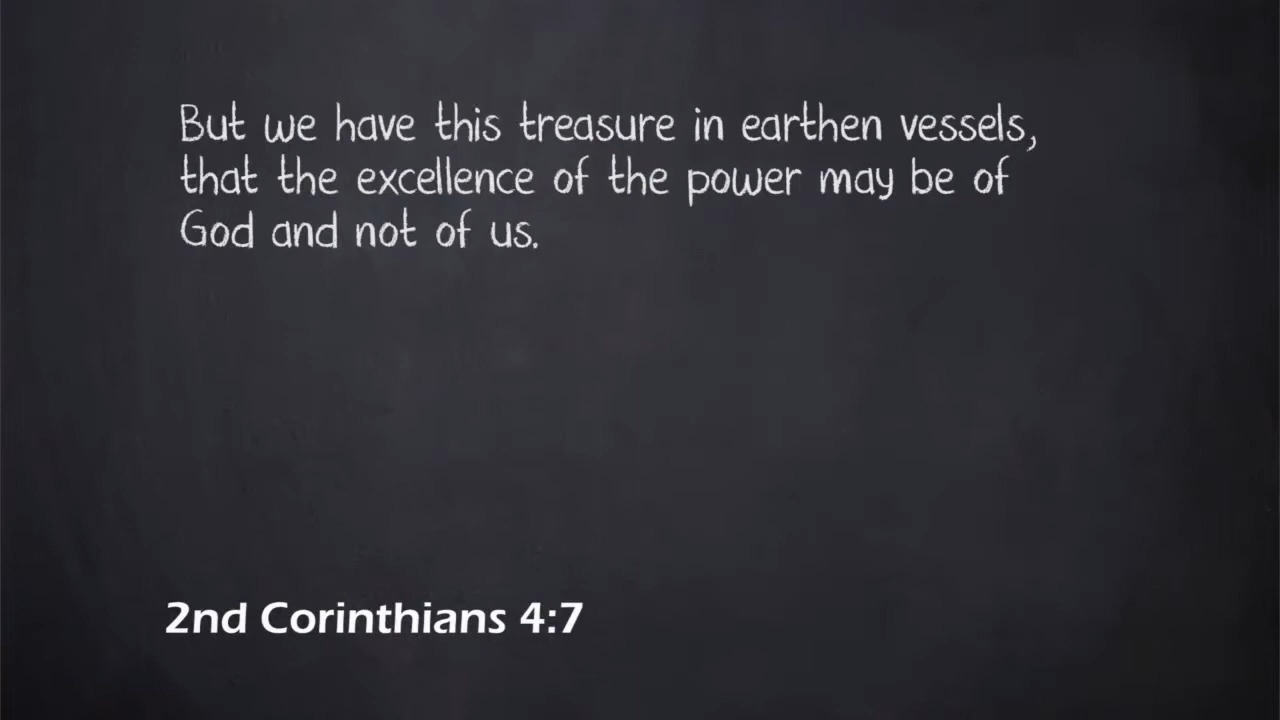 But we have this treasure in earthen vessels,
that the excellence of the power may be of
God and not of us.
2nd Corinthians 4:7